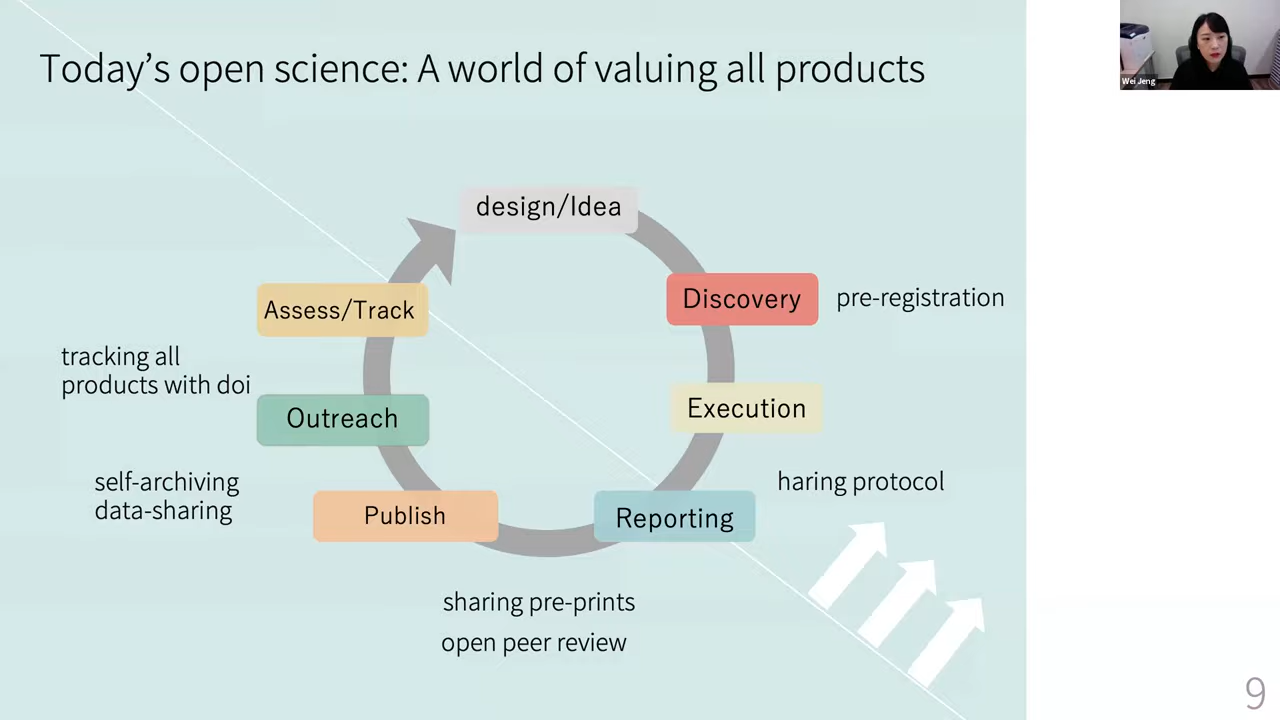 Today's open science: A world of valuing all products
Wei Jeng
design/Idea
Discovery
pre-registration
Execution
haring protocol
Reporting
sharing pre-prints
open peer review
Publish
self-archiving
data-sharing
Outreach
tracking all
products with doi
Assess/Track
9